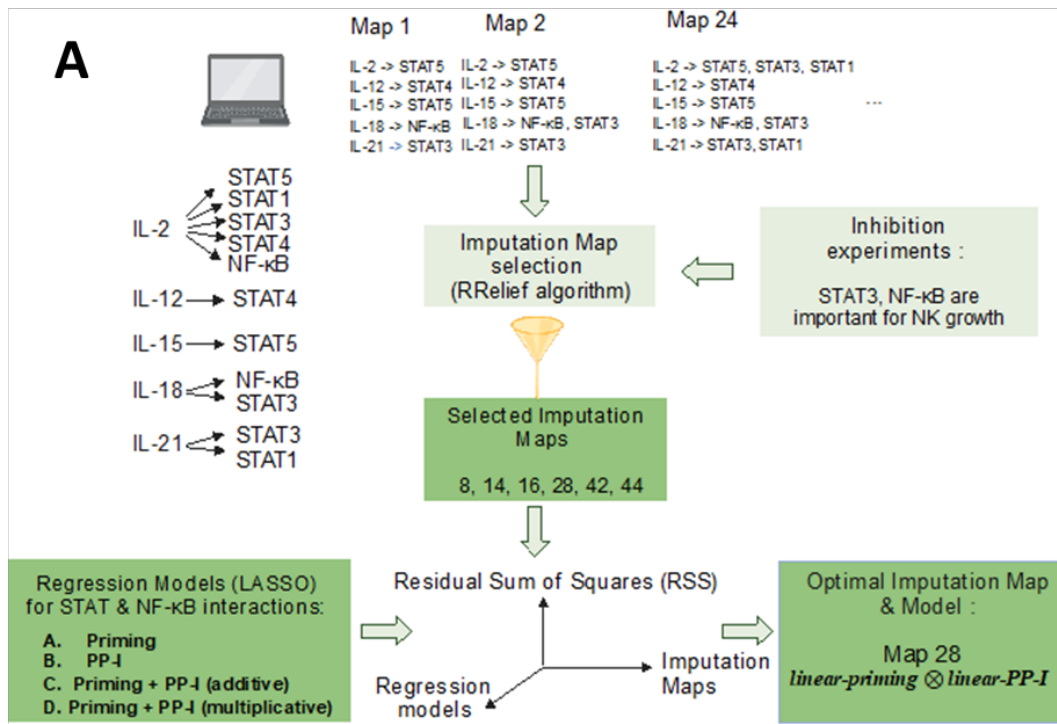 A
Map 1
IL-2 -> STAT5
IL-12 -> STAT4
IL-15 -> STAT5
IL-18 -> NF-κB
IL-21 -> STAT3
Map 2
IL-2 -> STAT5
IL-12 -> STAT4
IL-15 -> STAT5
IL-18 -> NF-κB, STAT3
IL-21 -> STAT3
Map 24
IL-2 -> STAT5, STAT3, STAT1
IL-12 -> STAT4
IL-15 -> STAT5
IL-18 -> NF-κB, STAT3
IL-21 -> STAT3, STAT1
...
IL-2
STAT5
STAT1
STAT3
STAT4
NF-κB
IL-12
STAT4
IL-15
STAT5
IL-18
NF-κB
STAT3
IL-21
STAT3
STAT1
Imputation Map
selection
(RRelief algorithm)
Inhibition
experiments :
STAT3, NF-κB are
important for NK growth
Selected Imputation
Maps
8, 14, 16, 28, 42, 44
Regression Models (LASSO)
for STAT & NF-κB interactions:
A. Priming
B. PP-I
C. Priming + PP-I (additive)
D. Priming + PP-I (multiplicative)
Residual Sum of Squares (RSS)
Imputation
Maps
Regression
models
Optimal Imputation Map
& Model :
Map 28
linear-priming ⊗ linear-PP-I